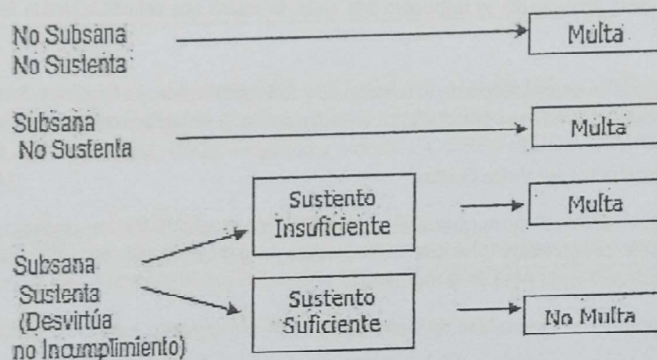 No Subsana
No Sustenta
Multa
Subsana
No Sustenta
Multa
Sustento
Insuficiente
Multa
Subsana
Sustenta
(Desvirtúa
no Incumplimiento)
Sustento
Suficiente
No Multa